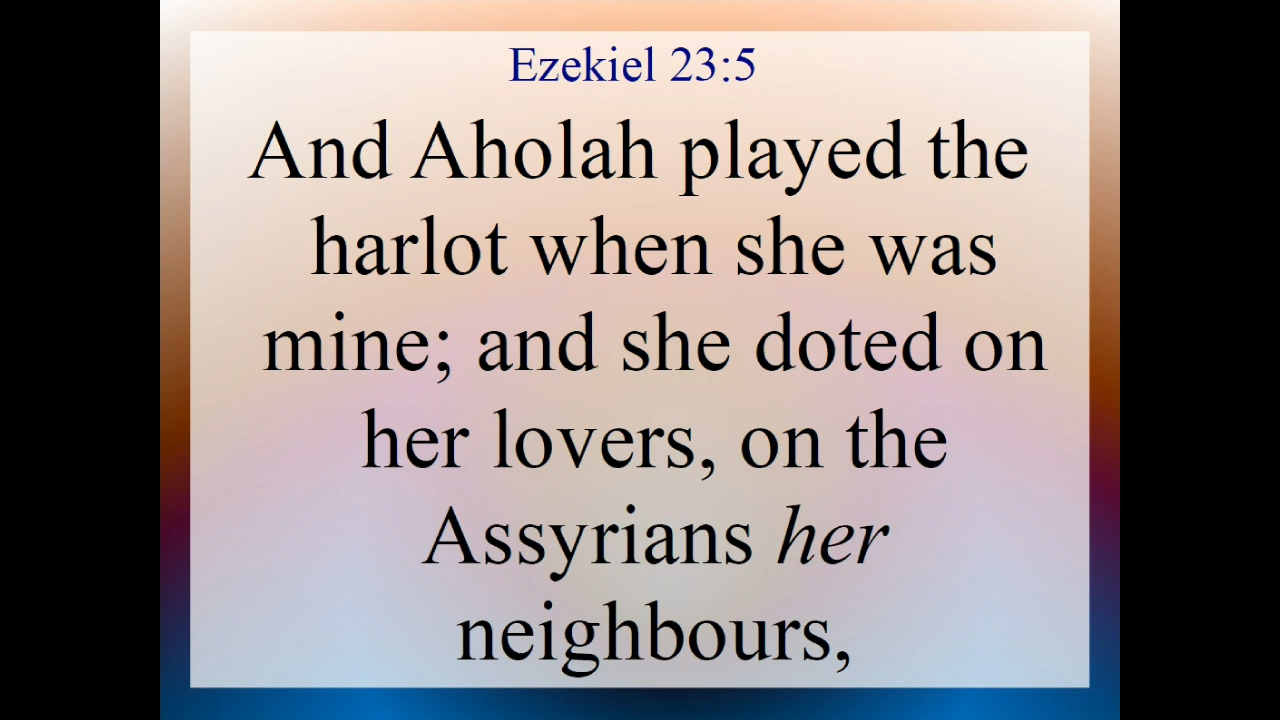 Ezekiel 23:5
And Aholah played the
harlot when she was
mine; and she doted on
her lovers, on the
Assyrians her
neighbours,